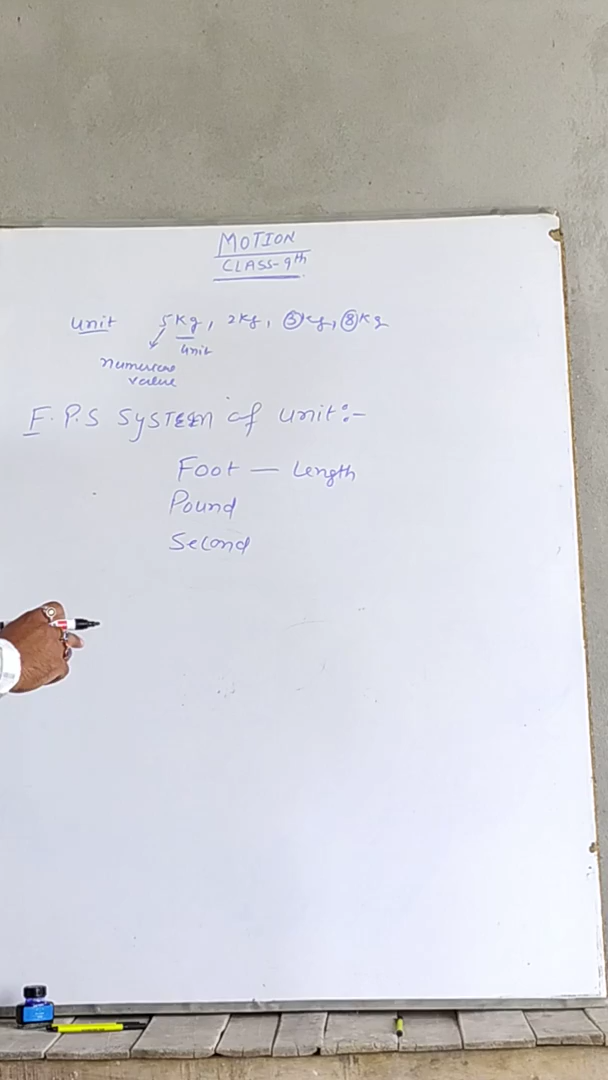 MOTION
CLASS-9th
unit 5Kg, 2Kg, 5Kg, 8Kg
unit
numerical
value
F.P.S SYSTEM of unit:-
Foot — Length
Pound
Second